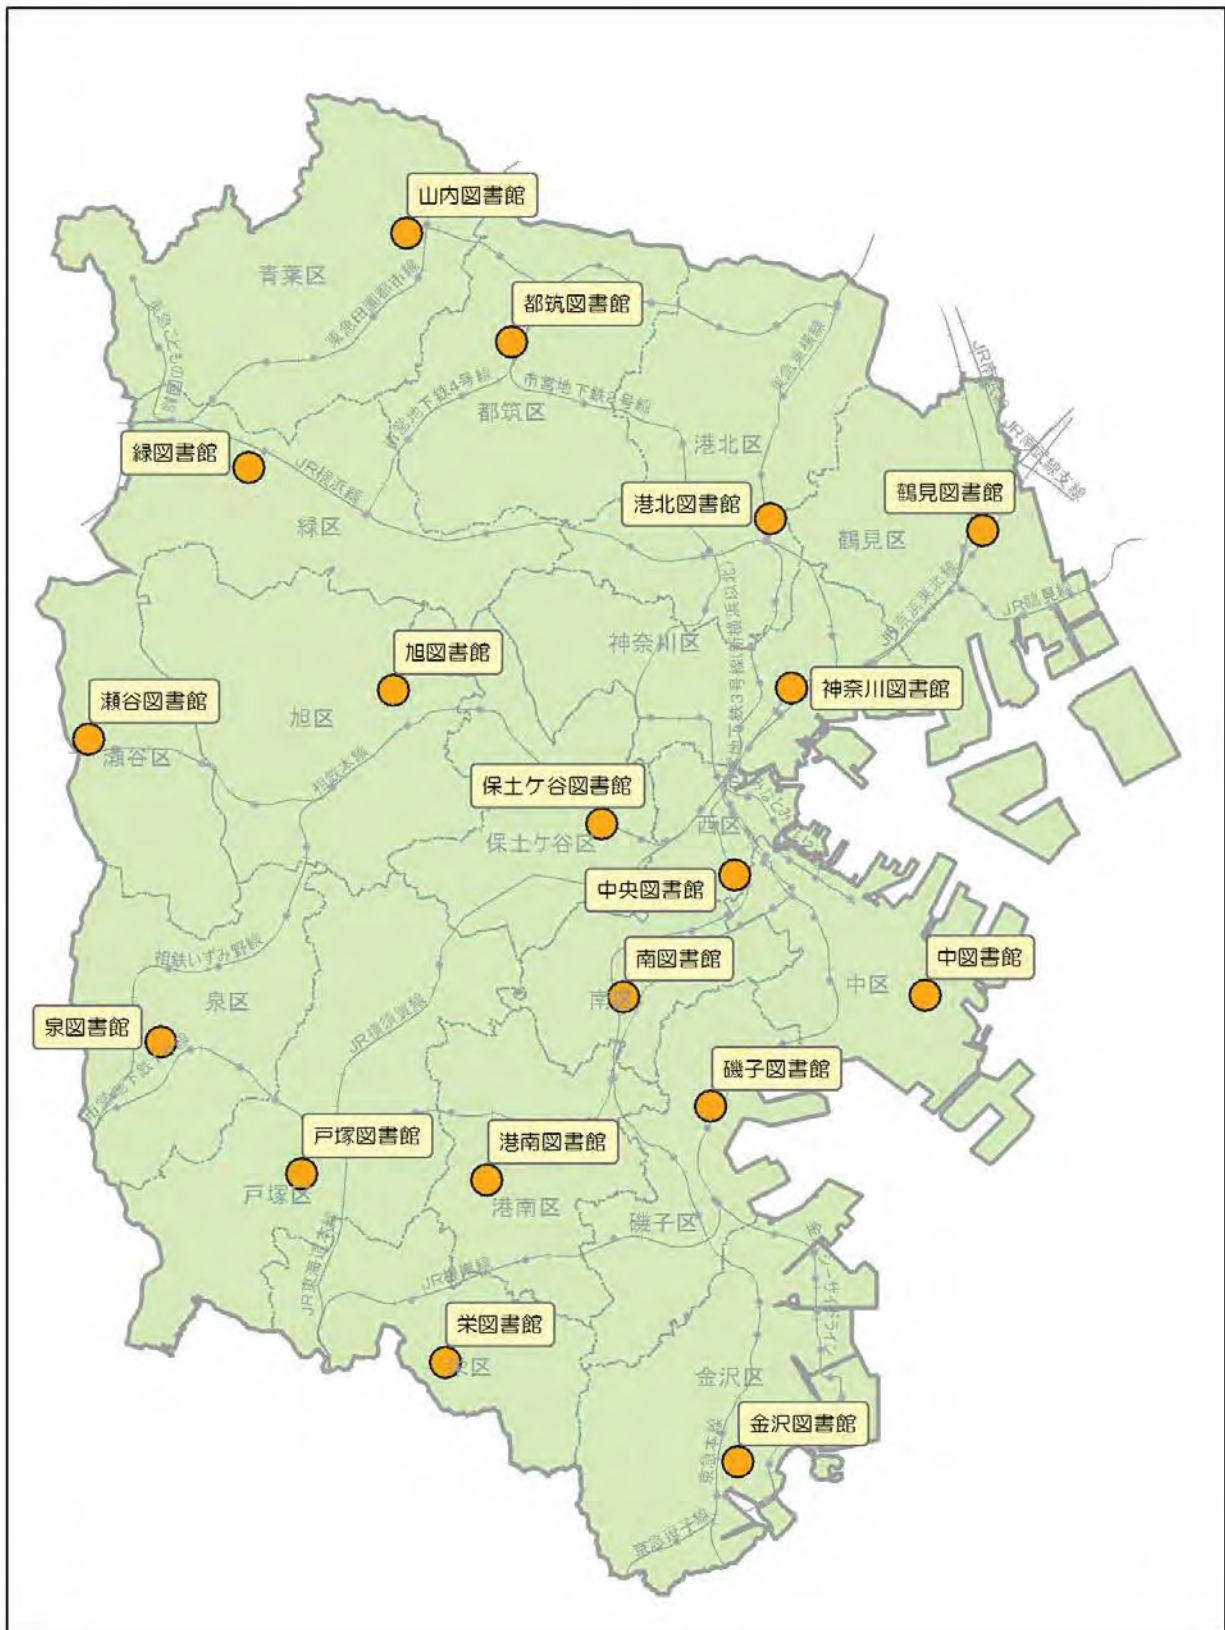 山内図書館
青葉区
東急田園都市線
都筑図書館
市営地下鉄4号線
都筑区
東急東横線
港北区
緑図書館
JR横浜線
緑区
港北図書館
鶴見図書館
鶴見区
JR南武線支線
JR京浜東北線
JR鶴見線
神奈川区
旭図書館
旭区
瀬谷図書館
瀬谷区
神奈川図書館
地下鉄3号線(新横浜以北)
相鉄本線
保土ケ谷図書館
保土ケ谷区
西区
中央図書館
南図書館
中図書館
中区
相鉄いずみ野線
泉区
泉図書館
JR横須賀線
磯子図書館
戸塚図書館
戸塚区
港南図書館
港南区
磯子区
JR東海道本線
栄図書館
金沢区
金沢図書館
京急本線
京急逗子線